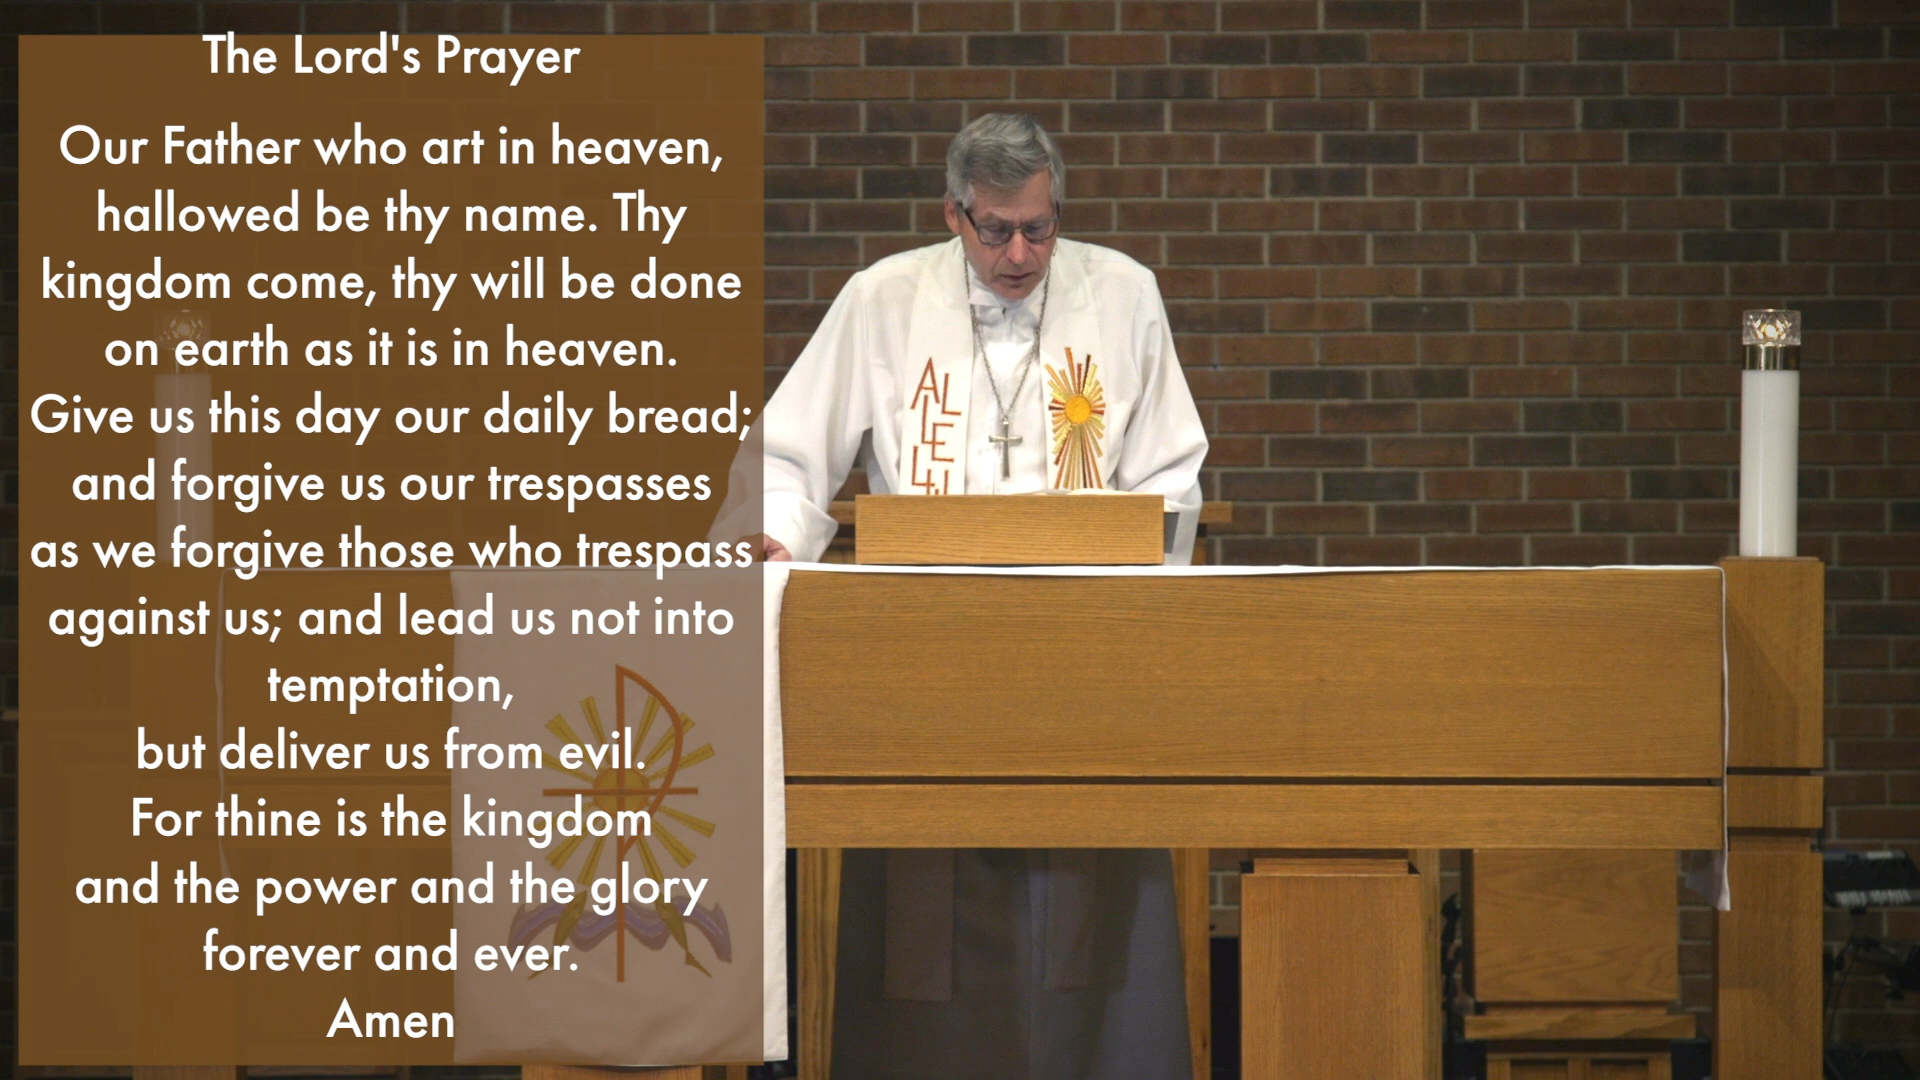 The Lord's Prayer
Our Father who art in heaven,
hallowed be thy name. Thy
kingdom come, thy will be done
on earth as it is in heaven.
Give us this day our daily bread;
and forgive us our trespasses
as we forgive those who trespass
against us; and lead us not into
temptation,
but deliver us from evil.
For thine is the kingdom
and the power and the glory
forever and ever.
Amen
AL
LE
LU